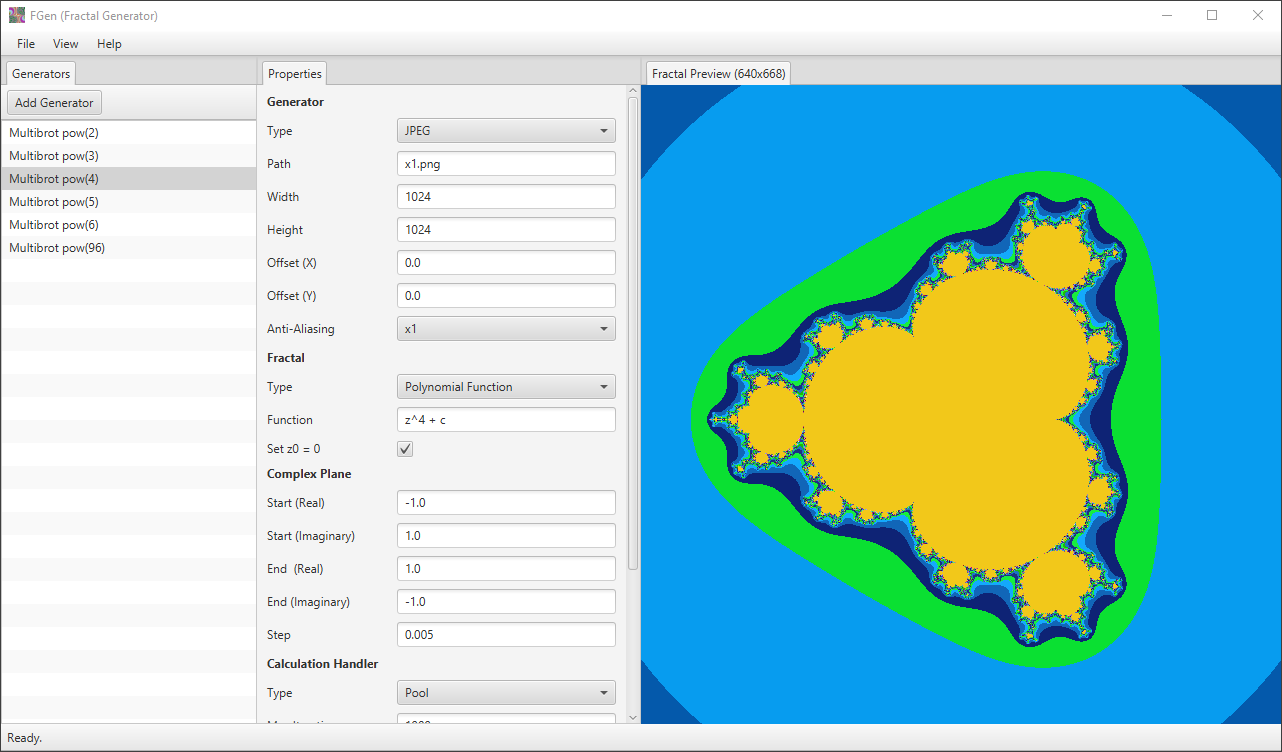 FGen (Fractal Generator)
File View Help
Generators
Add Generator
Multibrot pow(2)
Multibrot pow(3)
Multibrot pow(4)
Multibrot pow(5)
Multibrot pow(6)
Multibrot pow(96)
Properties
Generator
Type JPEG
Path x1.png
Width 1024
Height 1024
Offset (X) 0.0
Offset (Y) 0.0
Anti-Aliasing x1
Fractal
Type Polynomial Function
Function z^4 + c
Set z0 = 0
Complex Plane
Start (Real) -1.0
Start (Imaginary) 1.0
End (Real) 1.0
End (Imaginary) -1.0
Step 0.005
Calculation Handler
Type Pool
Fractal Preview (640x668)
Ready.